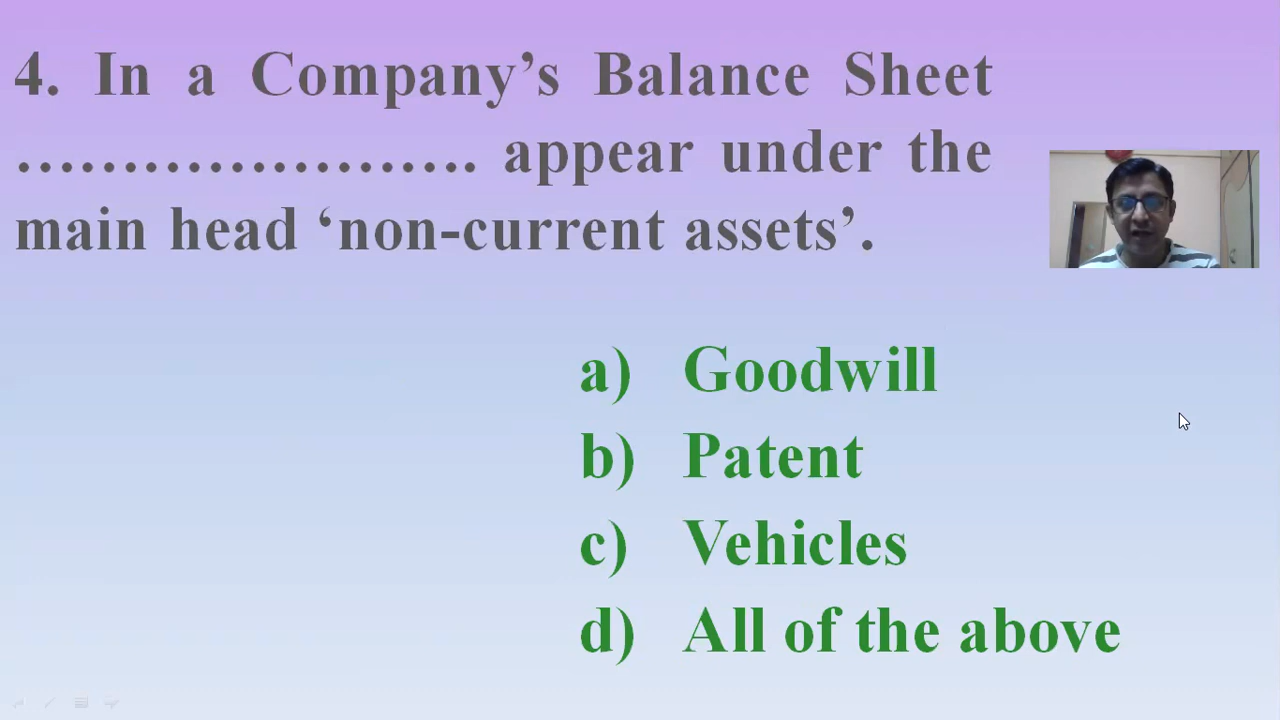 4. In a Company’s Balance Sheet
…………………. appear under the
main head ‘non-current assets’.
a) Goodwill
b) Patent
c) Vehicles
d) All of the above